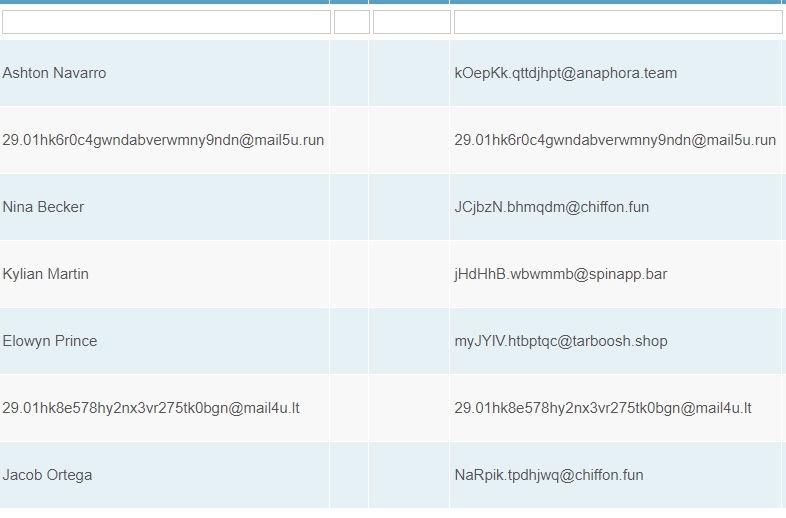 Ashton Navarro kOepKk.qttdjhpt@anaphora.team
29.01hk6r0c4gwndabverwmny9ndn@mail5u.run 29.01hk6r0c4gwndabverwmny9ndn@mail5u.run
Nina Becker JCjbzN.bhmqdm@chiffon.fun
Kylian Martin jHdHhB.wbwmmb@spinapp.bar
Elowyn Prince myJYIV.htbptqc@tarboosh.shop
29.01hk8e578hy2nx3vr275tk0bgn@mail4u.lt 29.01hk8e578hy2nx3vr275tk0bgn@mail4u.lt
Jacob Ortega NaRpik.tpdhjwq@chiffon.fun